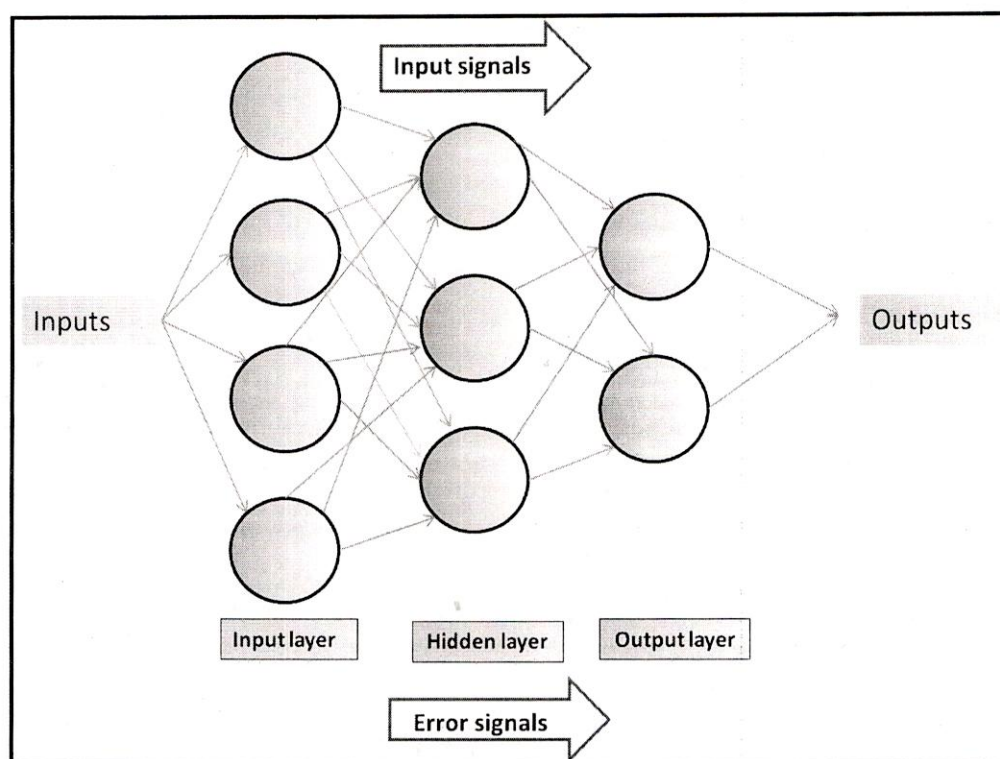 Input signals
Inputs
Outputs
Input layer
Hidden layer
Output layer
Error signals